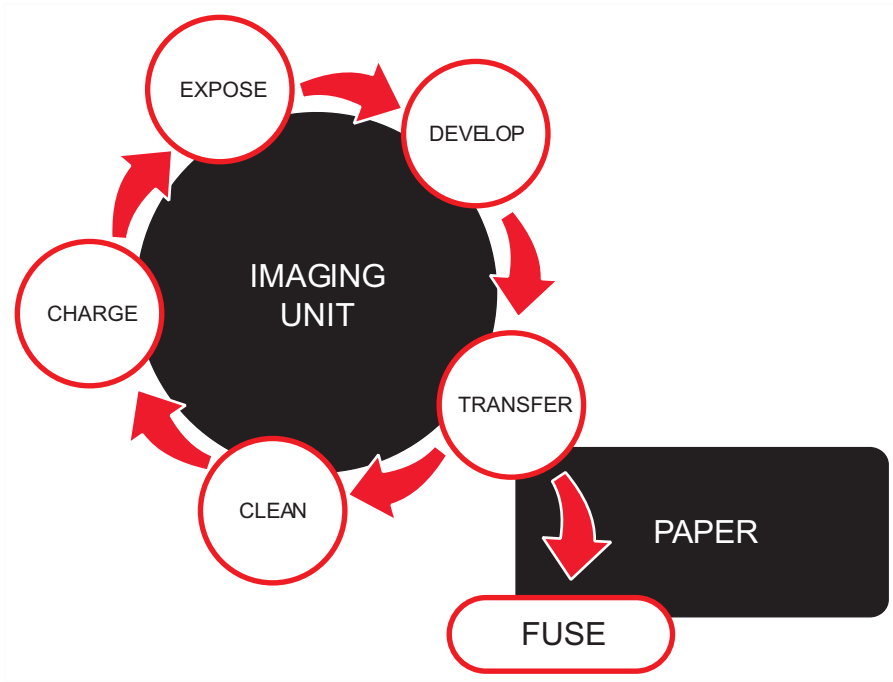 EXPOSE
DEVELOP
IMAGING
UNIT
CHARGE
TRANSFER
CLEAN
PAPER
FUSE